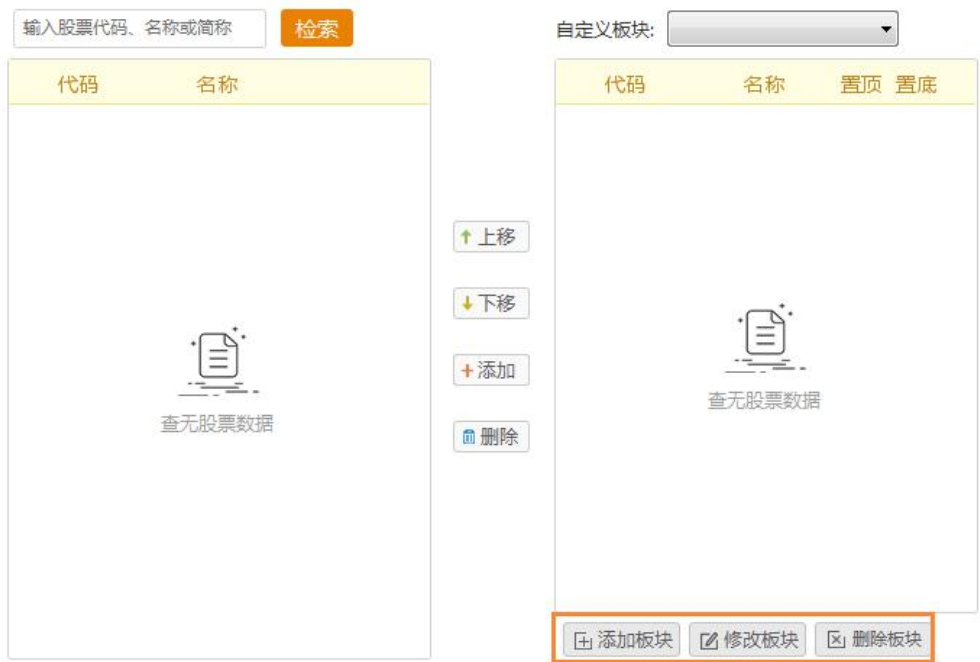 输入股票代码、名称或简称 检索 自定义板块:
代码 名称 代码 名称 置顶 置底
上移
下移
添加
查无股票数据
查无股票数据
删除
添加板块 修改板块 删除板块